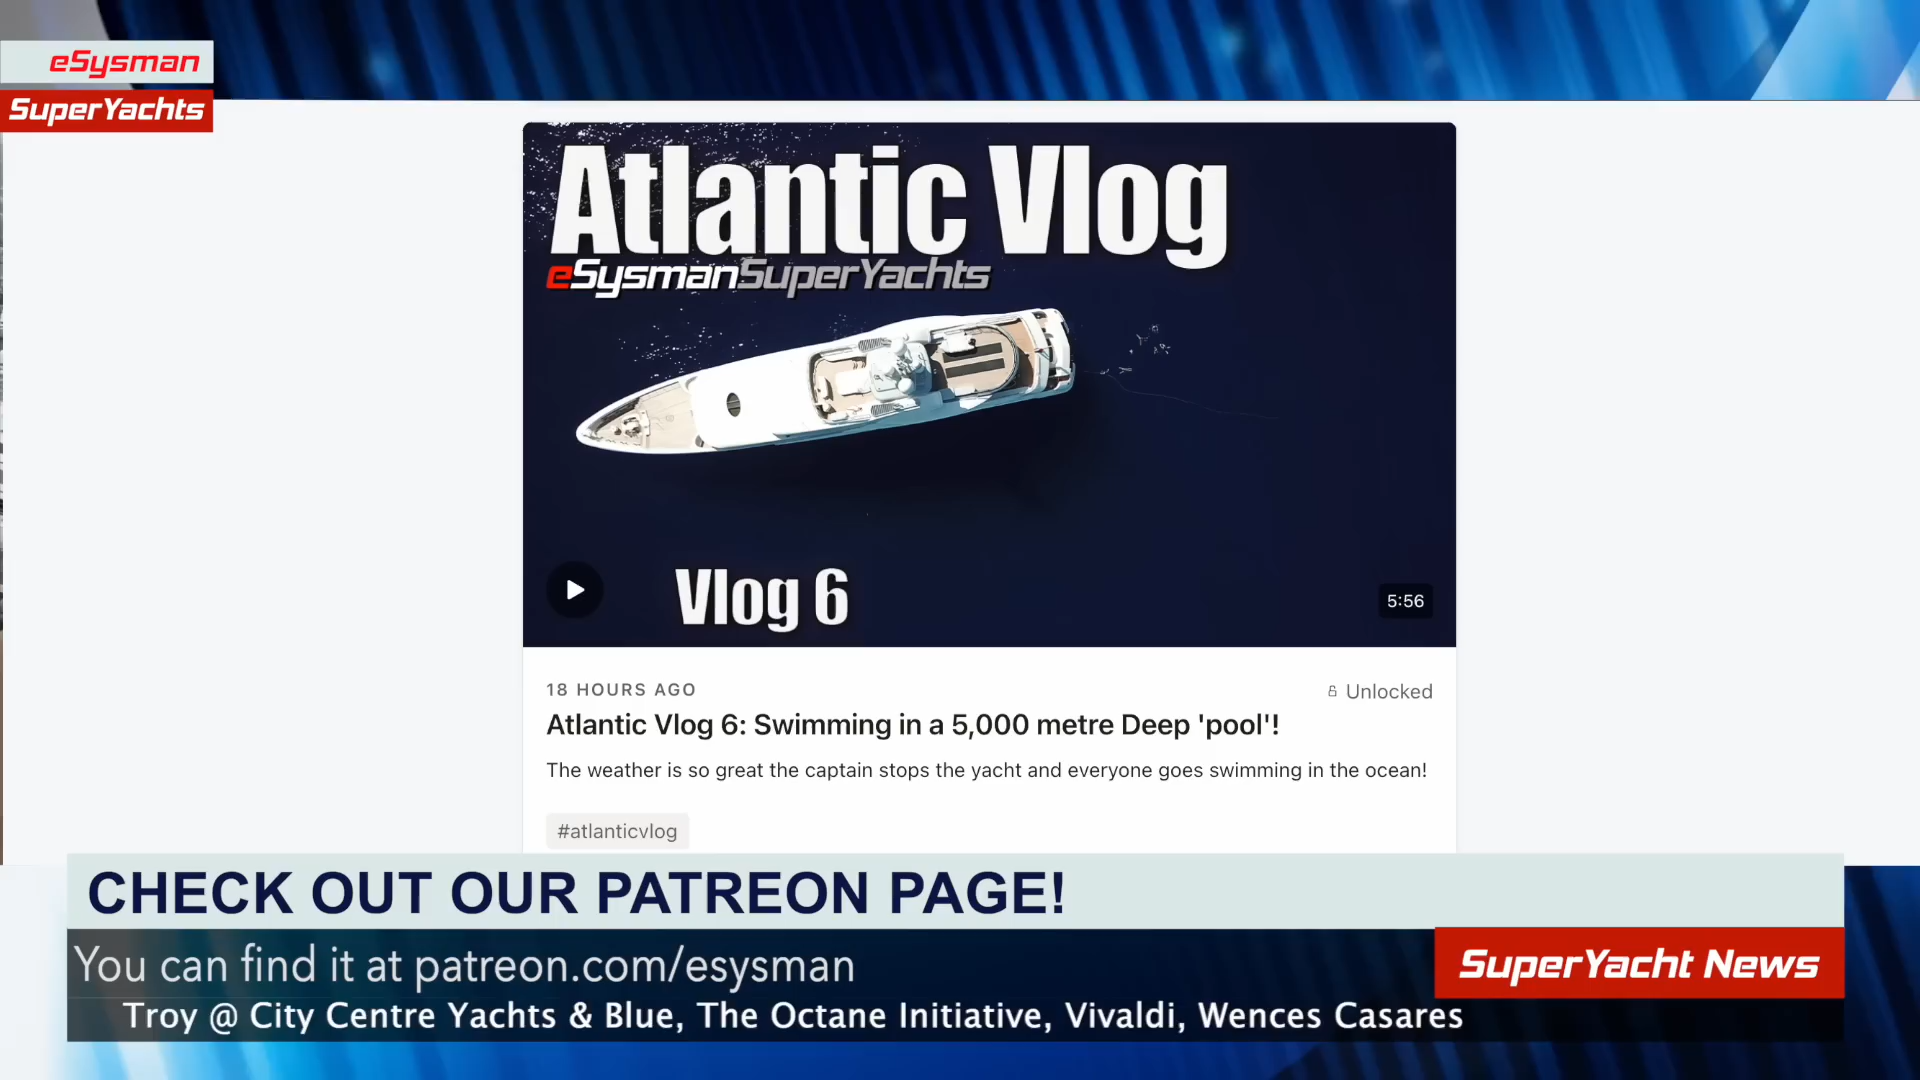 eSysman
SuperYachts
Atlantic Vlog
eSysmanSuperYachts
Vlog 6
5:56
18 HOURS AGO
Unlocked
Atlantic Vlog 6: Swimming in a 5,000 metre Deep 'pool'!
The weather is so great the captain stops the yacht and everyone goes swimming in the ocean!
#atlanticvlog
CHECK OUT OUR PATREON PAGE!
You can find it at patreon.com/esysman
SuperYacht News
Troy @ City Centre Yachts & Blue, The Octane Initiative, Vivaldi, Wences Casares